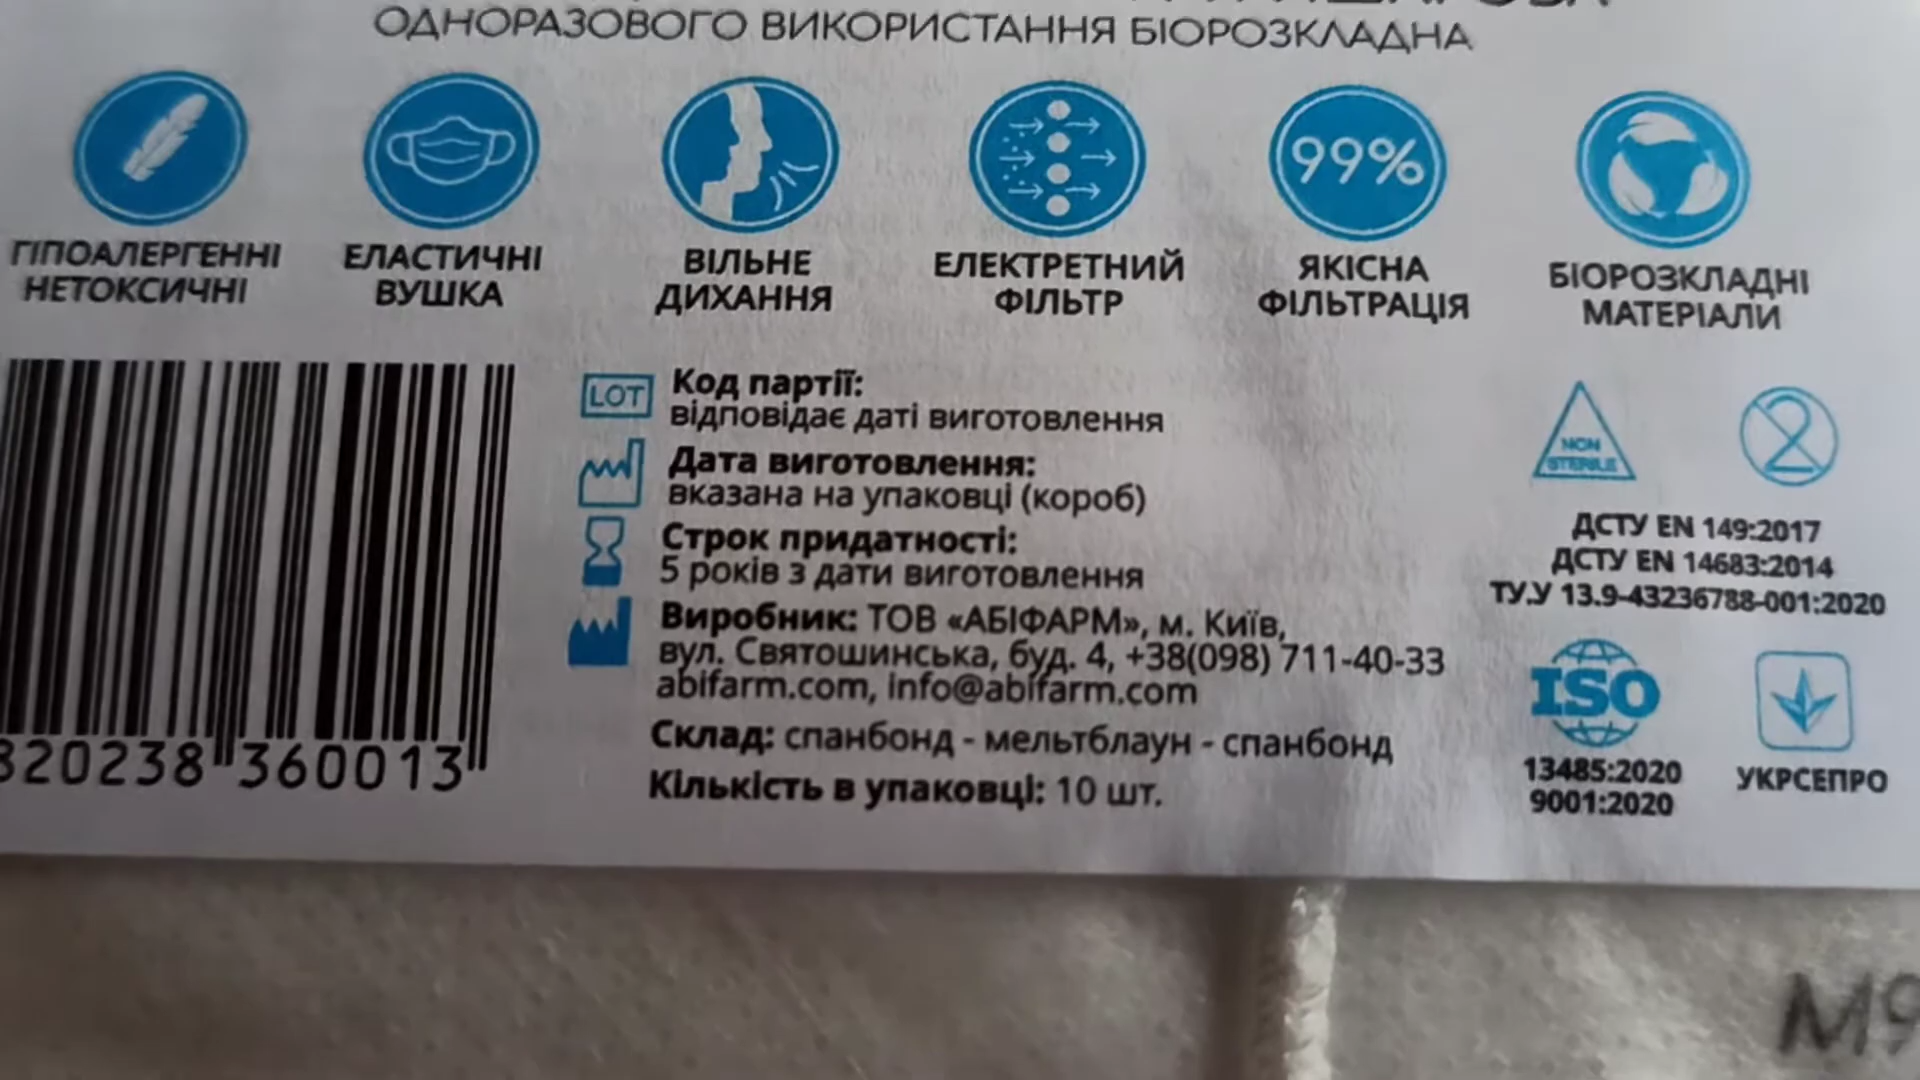 ОДНОРАЗОВОГО ВИКОРИСТАННЯ БІОРОЗКЛАДНА
99%
ГІПОАЛЕРГЕННІ
НЕТОКСИЧНІ
ЕЛАСТИЧНІ
ВУШКА
ВІЛЬНЕ
ДИХАННЯ
ЕЛЕКТРЕТНИЙ
ФІЛЬТР
ЯКІСНА
ФІЛЬТРАЦІЯ
БІОРОЗКЛАДНІ
МАТЕРІАЛИ
LOT
Код партії:
відповідає даті виготовлення
Дата виготовлення:
вказана на упаковці (короб)
Строк придатності:
5 років з дати виготовлення
Виробник: ТОВ «АБІФАРМ», м. Київ,
вул. Святошинська, буд. 4, +38(098) 711-40-33
abifarm.com, info@abifarm.com
Склад: спанбонд - мельтблаун - спанбонд
Кількість в упаковці: 10 шт.
820238 360013
NON
STERILE
2
ДСТУ EN 149:2017
ДСТУ EN 14683:2014
ТУ.У 13.9-43236788-001:2020
ISO
13485:2020
9001:2020
УКРСЕПРО